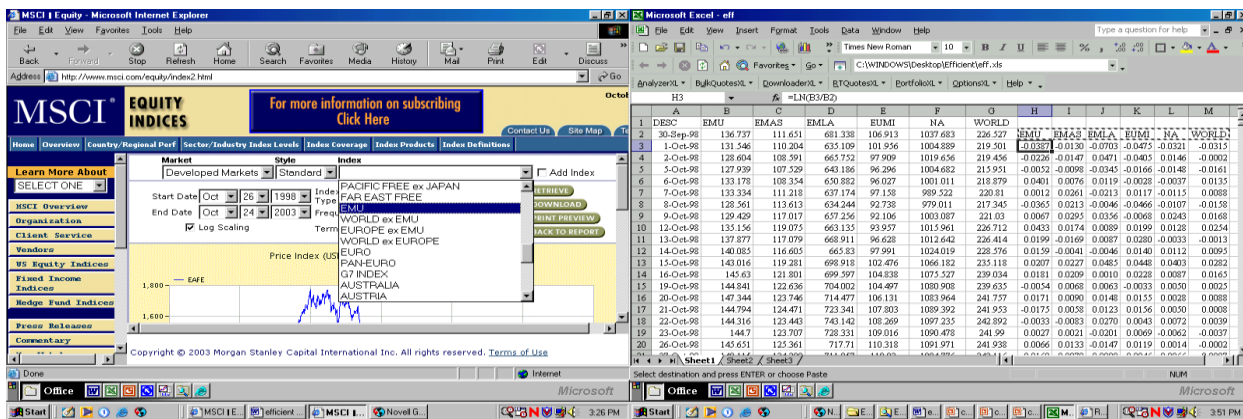 MSCI | Equity - Microsoft Internet Explorer
File Edit View Favorites Tools Help
Back Forward Stop Refresh Home Search Favorites Media History Mail Print Edit Discuss
Address http://www.msci.com/equity/index2.html Go
MSCI EQUITY INDICES
For more information on subscribing
Click Here
Octol
Contact Us Site Map Te
Home Overview Country/Regional Perf Sector/Industry Index Levels Index Coverage Index Products Index Definitions
Learn More About
SELECT ONE
MSCI Overview
Organization
Client Service
Vendors
US Equity Indices
Fixed Income Indices
Hedge Fund Indices
Press Releases
Commentary
Market Style Index
Developed Markets Standard Add Index
Start Date Oct 26 1998 Index Type
End Date Oct 24 2003 Frequ
Log Scaling Term
RETRIEVE
DOWNLOAD
PRINT PREVIEW
BACK TO REPORT
PACIFIC FREE ex JAPAN
FAR EAST FREE
EMU
WORLD ex EMU
EUROPE ex EMU
WORLD ex EUROPE
EURO
PAN-EURO
G7 INDEX
AUSTRALIA
AUSTRIA
Price Index (US
EAFE
1,800
1,600
Copyright © 2003 Morgan Stanley Capital International Inc. All rights reserved. Terms of Use
Done Internet
Office Microsoft
Start MSCI | E... efficient ... MSCI I... Novell G... 3:26 PM
Microsoft Excel - eff
File Edit View Insert Format Tools Data Window Help Type a question for help
Times New Roman 10 B I U
Favorites Go C:\WINDOWS\Desktop\Efficient\eff.xls
AnalyzerXL BulkQuotesXL DownloaderXL RTQuotesXL PortfolioXL OptionsXL Help
H3 fx =LN(B3/B2)
A B C D E F G H I J K L M
1 DESC EMU EMAS EMLA EUMI NA WORLD
2 30-Sep-98 136.737 111.651 681.338 106.913 1037.683 226.527 EMU EMAS EMLA EUMI NA WORLD
3 1-Oct-98 131.546 110.204 635.109 101.956 1004.889 219.501 -0.0387 -0.0130 -0.0703 -0.0475 -0.0321 -0.0315
4 2-Oct-98 128.604 108.591 665.752 97.909 1019.656 219.456 -0.0226 -0.0147 0.0471 -0.0405 0.0146 -0.0002
5 5-Oct-98 127.939 107.529 643.186 96.296 1004.682 215.951 -0.0052 -0.0098 -0.0345 -0.0166 -0.0148 -0.0161
6 6-Oct-98 133.178 108.354 650.882 96.027 1001.011 218.879 0.0401 0.0076 0.0119 -0.0028 -0.0037 0.0135
7 7-Oct-98 133.334 111.218 637.174 97.158 989.522 220.81 0.0012 0.0261 -0.0213 0.0117 -0.0115 0.0088
8 8-Oct-98 128.561 113.613 634.244 92.738 979.011 217.345 -0.0365 0.0213 -0.0046 -0.0466 -0.0107 -0.0158
9 9-Oct-98 129.429 117.017 657.256 92.106 1003.087 221.03 0.0067 0.0295 0.0356 -0.0068 0.0243 0.0168
10 12-Oct-98 135.156 119.075 663.135 93.957 1015.961 226.712 0.0433 0.0174 0.0089 0.0199 0.0128 0.0254
11 13-Oct-98 137.877 117.079 668.911 96.628 1012.642 226.414 0.0199 -0.0169 0.0087 0.0280 -0.0033 -0.0013
12 14-Oct-98 140.085 116.605 665.83 97.991 1024.019 228.576 0.0159 -0.0041 -0.0046 0.0140 0.0112 0.0095
13 15-Oct-98 143.016 119.281 698.918 102.476 1066.182 235.118 0.0207 0.0227 0.0485 0.0448 0.0403 0.0282
14 16-Oct-98 145.63 121.801 699.597 104.838 1075.527 239.034 0.0181 0.0209 0.0010 0.0228 0.0087 0.0165
15 19-Oct-98 144.841 122.636 704.002 104.497 1080.908 239.635 -0.0054 0.0068 0.0063 -0.0033 0.0050 0.0025
16 20-Oct-98 147.344 123.746 714.477 106.131 1083.964 241.757 0.0171 0.0090 0.0148 0.0155 0.0028 0.0088
17 21-Oct-98 144.794 124.471 723.341 107.803 1089.392 241.953 -0.0175 0.0058 0.0123 0.0156 0.0050 0.0008
18 22-Oct-98 144.316 123.443 743.142 108.269 1097.235 242.892 -0.0033 -0.0083 0.0270 0.0043 0.0072 0.0039
19 23-Oct-98 144.7 123.707 728.331 109.016 1090.478 241.99 0.0027 0.0021 -0.0201 0.0069 -0.0062 -0.0037
20 26-Oct-98 145.651 125.361 717.71 110.318 1091.971 241.938 0.0066 0.0133 -0.0147 0.0119 0.0014 -0.0002
Sheet1 Sheet2 Sheet3
Select destination and press ENTER or choose Paste NUM
Office Microsoft
Start 3:51 PM